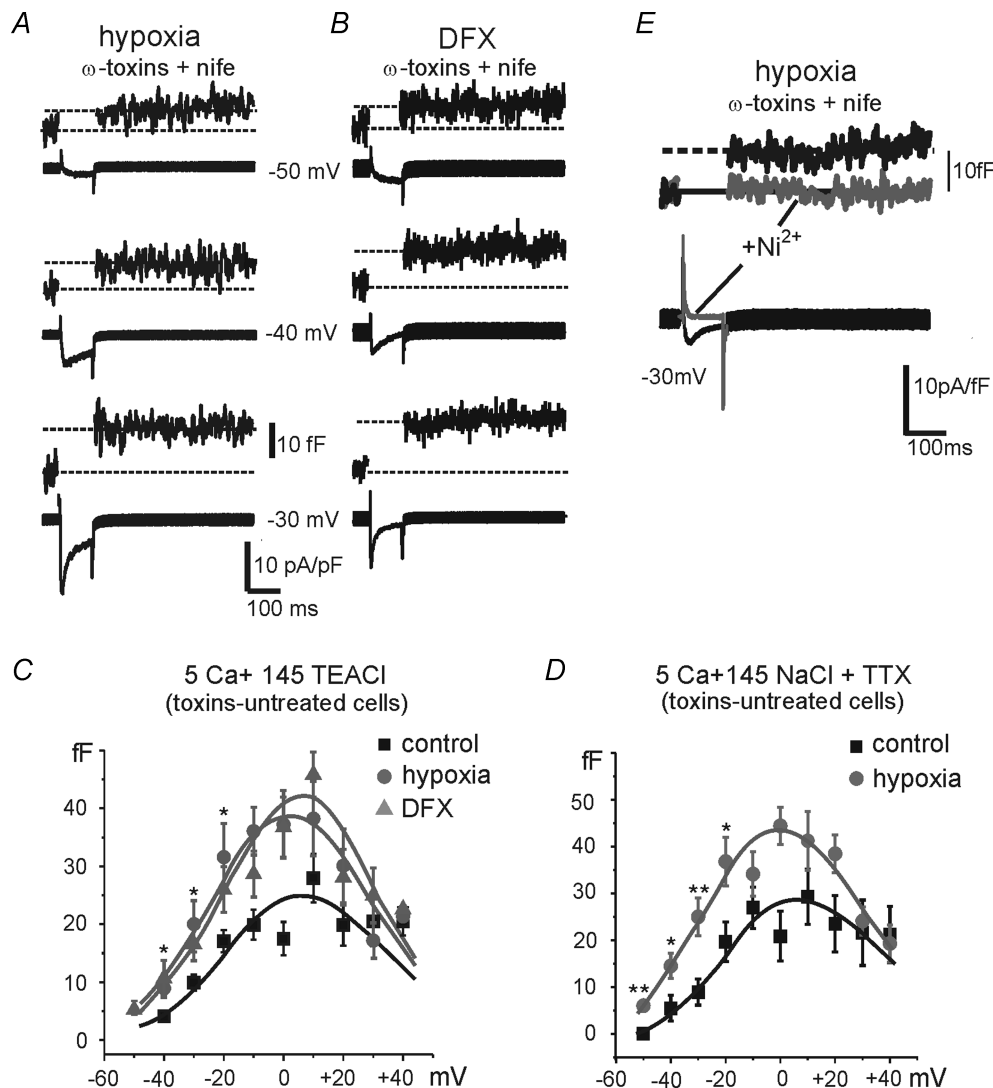 A
hypoxia
ω-toxins + nife
-50 mV
-40 mV
10 fF
-30 mV
10 pA/pF
100 ms
B
DFX
ω-toxins + nife
E
hypoxia
ω-toxins + nife
10fF
+Ni²⁺
-30mV
10pA/fF
100ms
C
5 Ca+ 145 TEACl
(toxins-untreated cells)
fF
control
hypoxia
DFX
40
30
20
10
0
* * *
-60 -40 -20 0 +20 +40 mV
D
5 Ca+145 NaCl + TTX
(toxins-untreated cells)
fF
control
hypoxia
50
40
30
20
10
0
** * ** *
-60 -40 -20 0 +20 +40 mV